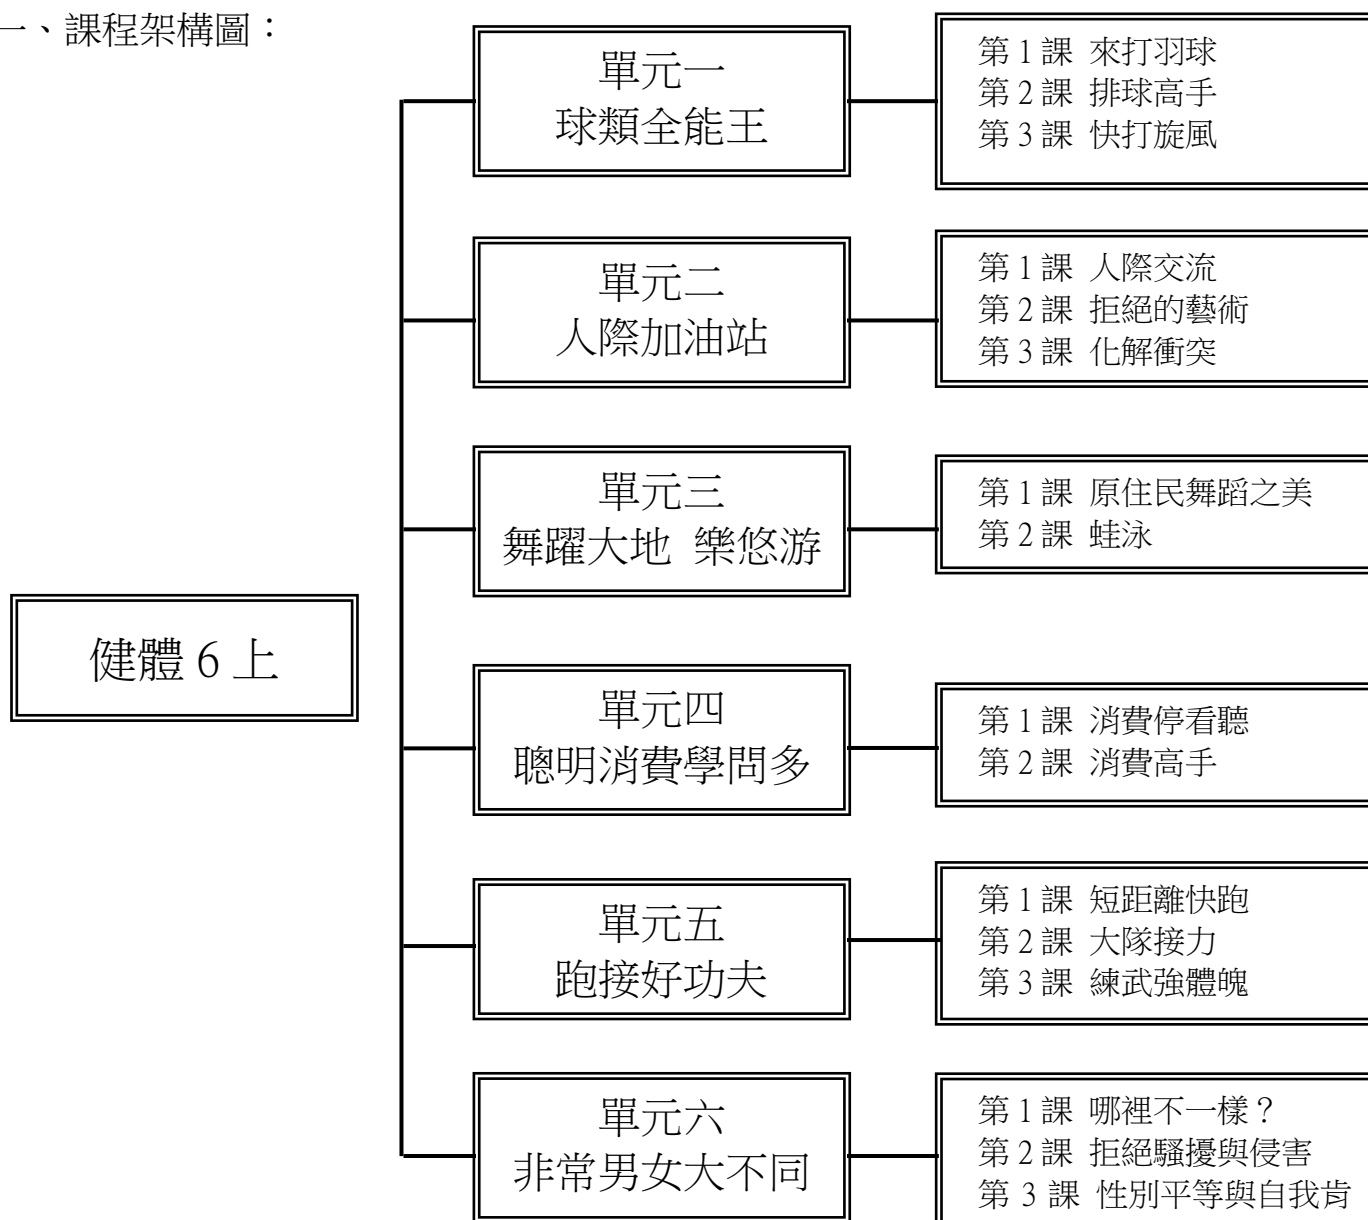 一、課程架構圖：
健體 6 上
單元一
球類全能王
第 1 課 來打羽球
第 2 課 排球高手
第 3 課 快打旋風
單元二
人際加油站
第 1 課 人際交流
第 2 課 拒絕的藝術
第 3 課 化解衝突
單元三
舞躍大地 樂悠游
第 1 課 原住民舞蹈之美
第 2 課 蛙泳
單元四
聰明消費學問多
第 1 課 消費停看聽
第 2 課 消費高手
單元五
跑接好功夫
第 1 課 短距離快跑
第 2 課 大隊接力
第 3 課 練武強體魄
單元六
非常男女大不同
第 1 課 哪裡不一樣？
第 2 課 拒絕騷擾與侵害
第 3 課 性別平等與自我肯